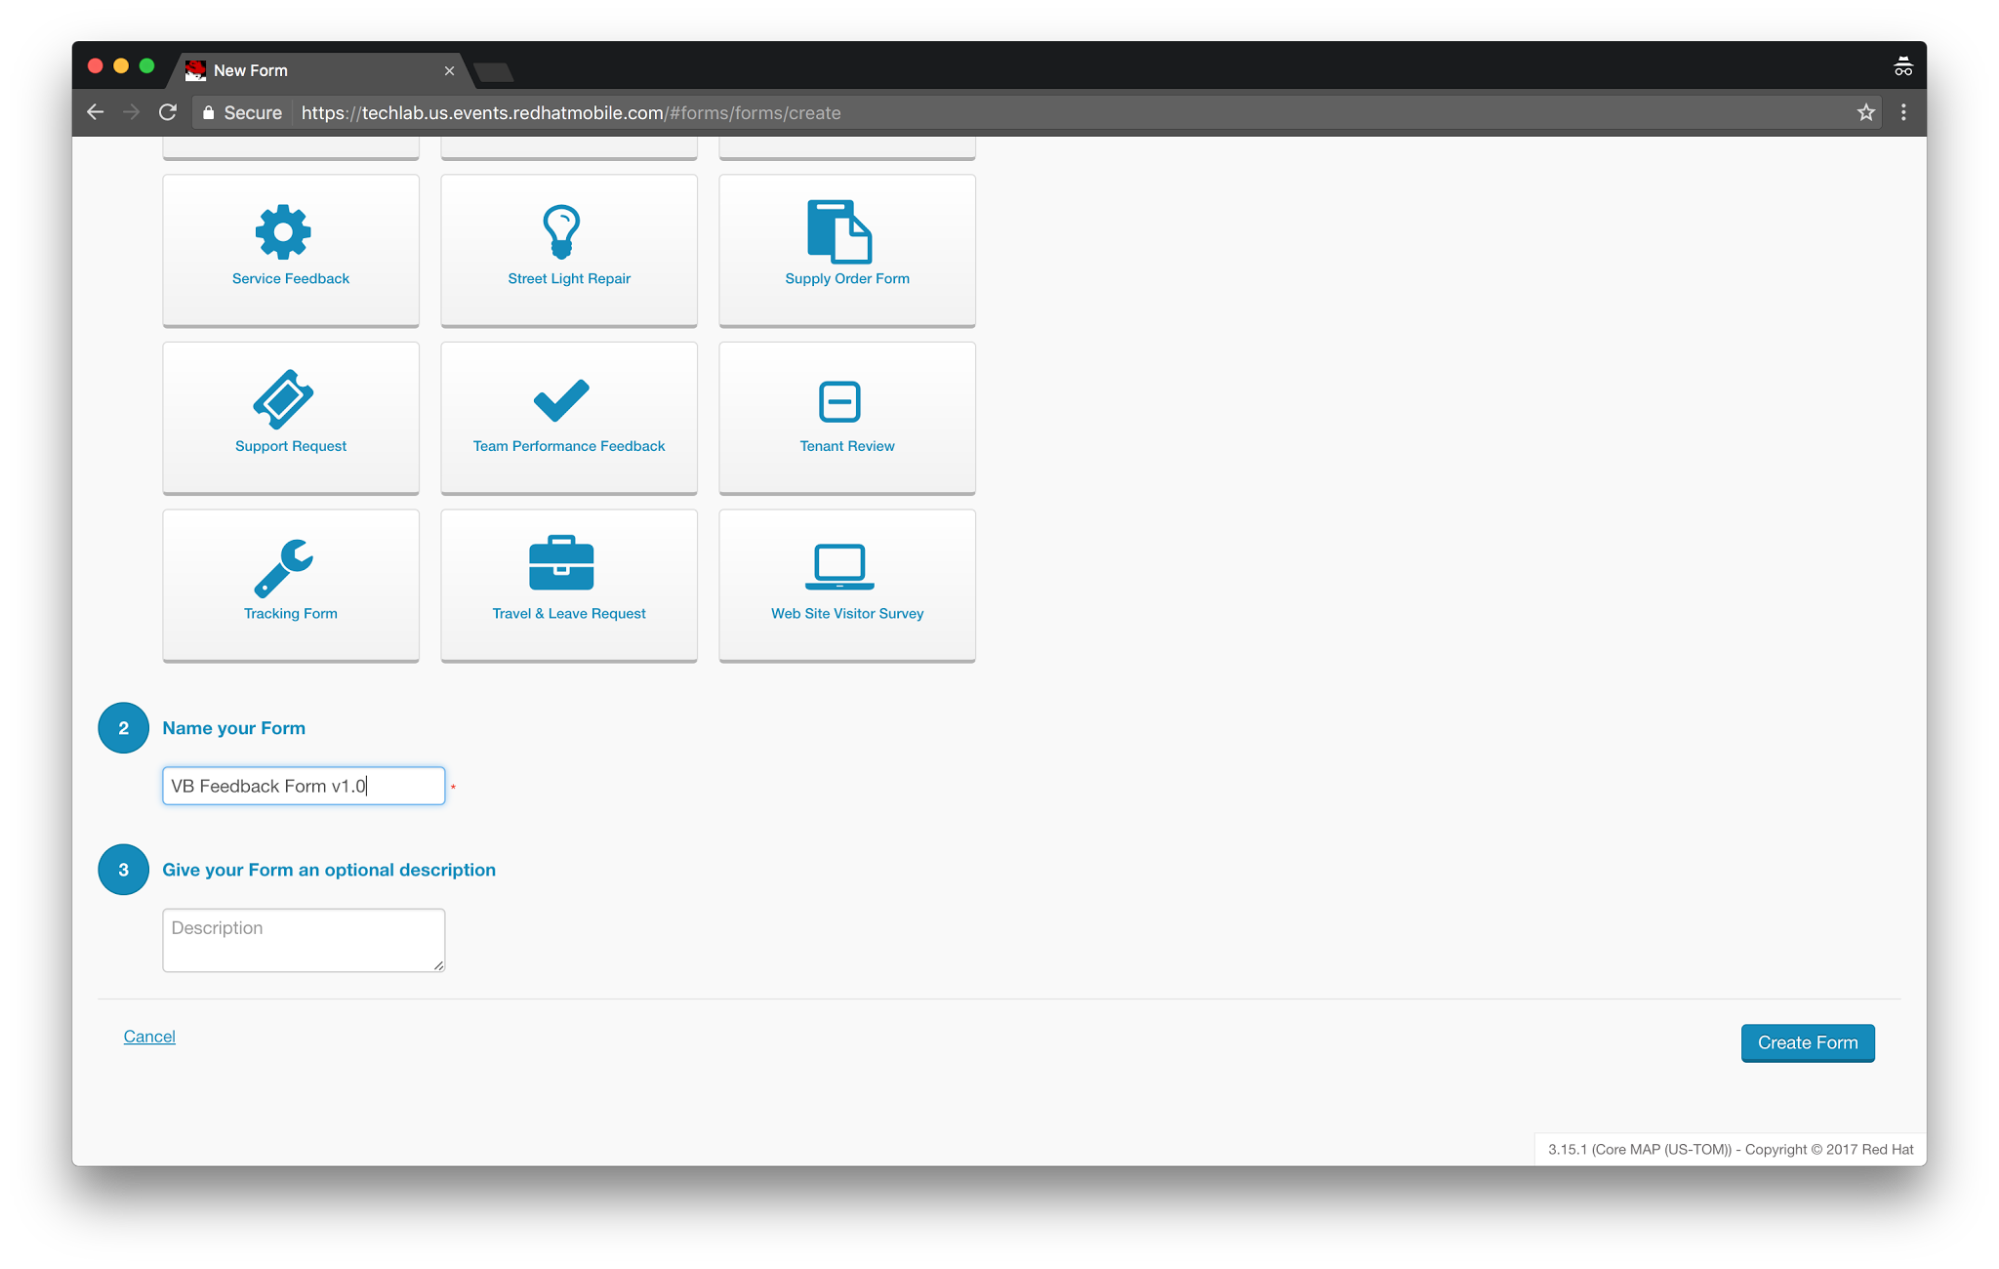 New Form
Secure https://techlab.us.events.redhatmobile.com/#forms/forms/create
Service Feedback
Street Light Repair
Supply Order Form
Support Request
Team Performance Feedback
Tenant Review
Tracking Form
Travel & Leave Request
Web Site Visitor Survey
2 Name your Form
VB Feedback Form v1.0 *
3 Give your Form an optional description
Description
Cancel
Create Form
3.15.1 (Core MAP (US-TOM)) - Copyright © 2017 Red Hat